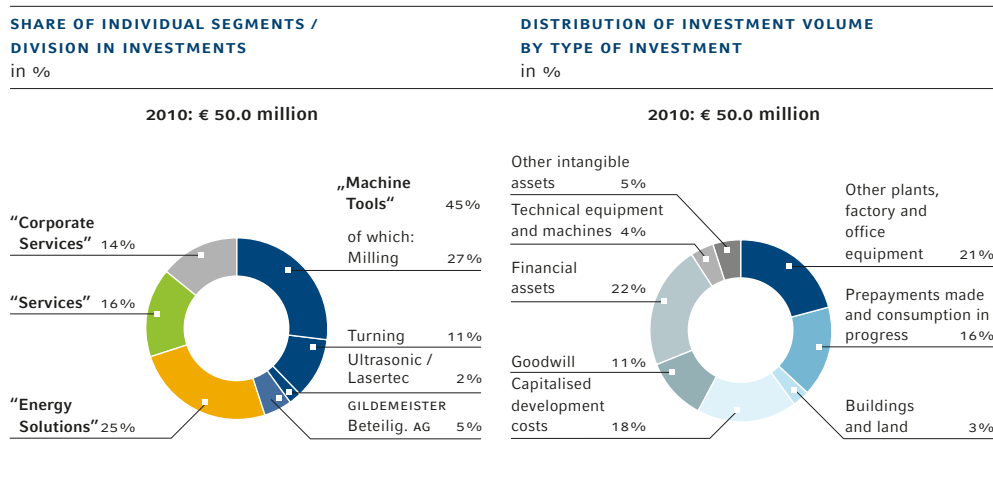 SHARE OF INDIVIDUAL SEGMENTS /
DIVISION IN INVESTMENTS
in %
2010: € 50.0 million
„Machine
Tools“ 45%
of which:
Milling 27%
Turning 11%
Ultrasonic /
Lasertec 2%
GILDEMEISTER
Beteilig. AG 5%
“Corporate
Services” 14%
“Services” 16%
“Energy
Solutions” 25%
DISTRIBUTION OF INVESTMENT VOLUME
BY TYPE OF INVESTMENT
in %
2010: € 50.0 million
Other intangible
assets 5%
Technical equipment
and machines 4%
Financial
assets 22%
Goodwill 11%
Capitalised
development
costs 18%
Other plants,
factory and
office
equipment 21%
Prepayments made
and consumption in
progress 16%
Buildings
and land 3%